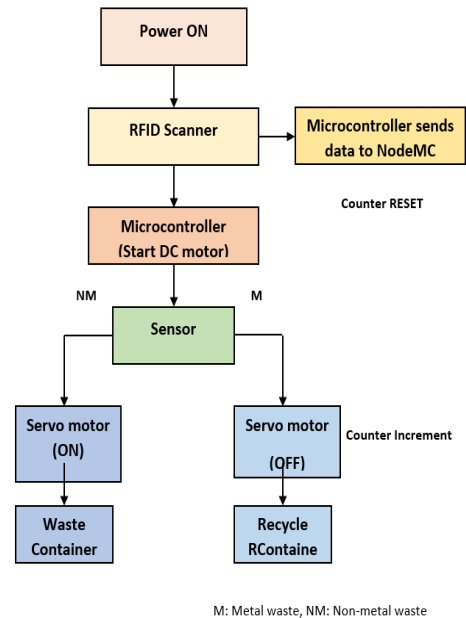 Power ON
RFID Scanner
Microcontroller sends
data to NodeMC
Counter RESET
Microcontroller
(Start DC motor)
NM
M
Sensor
Servo motor
(ON)
Servo motor
(OFF)
Counter Increment
Waste
Container
Recycle
RContaine
M: Metal waste, NM: Non-metal waste